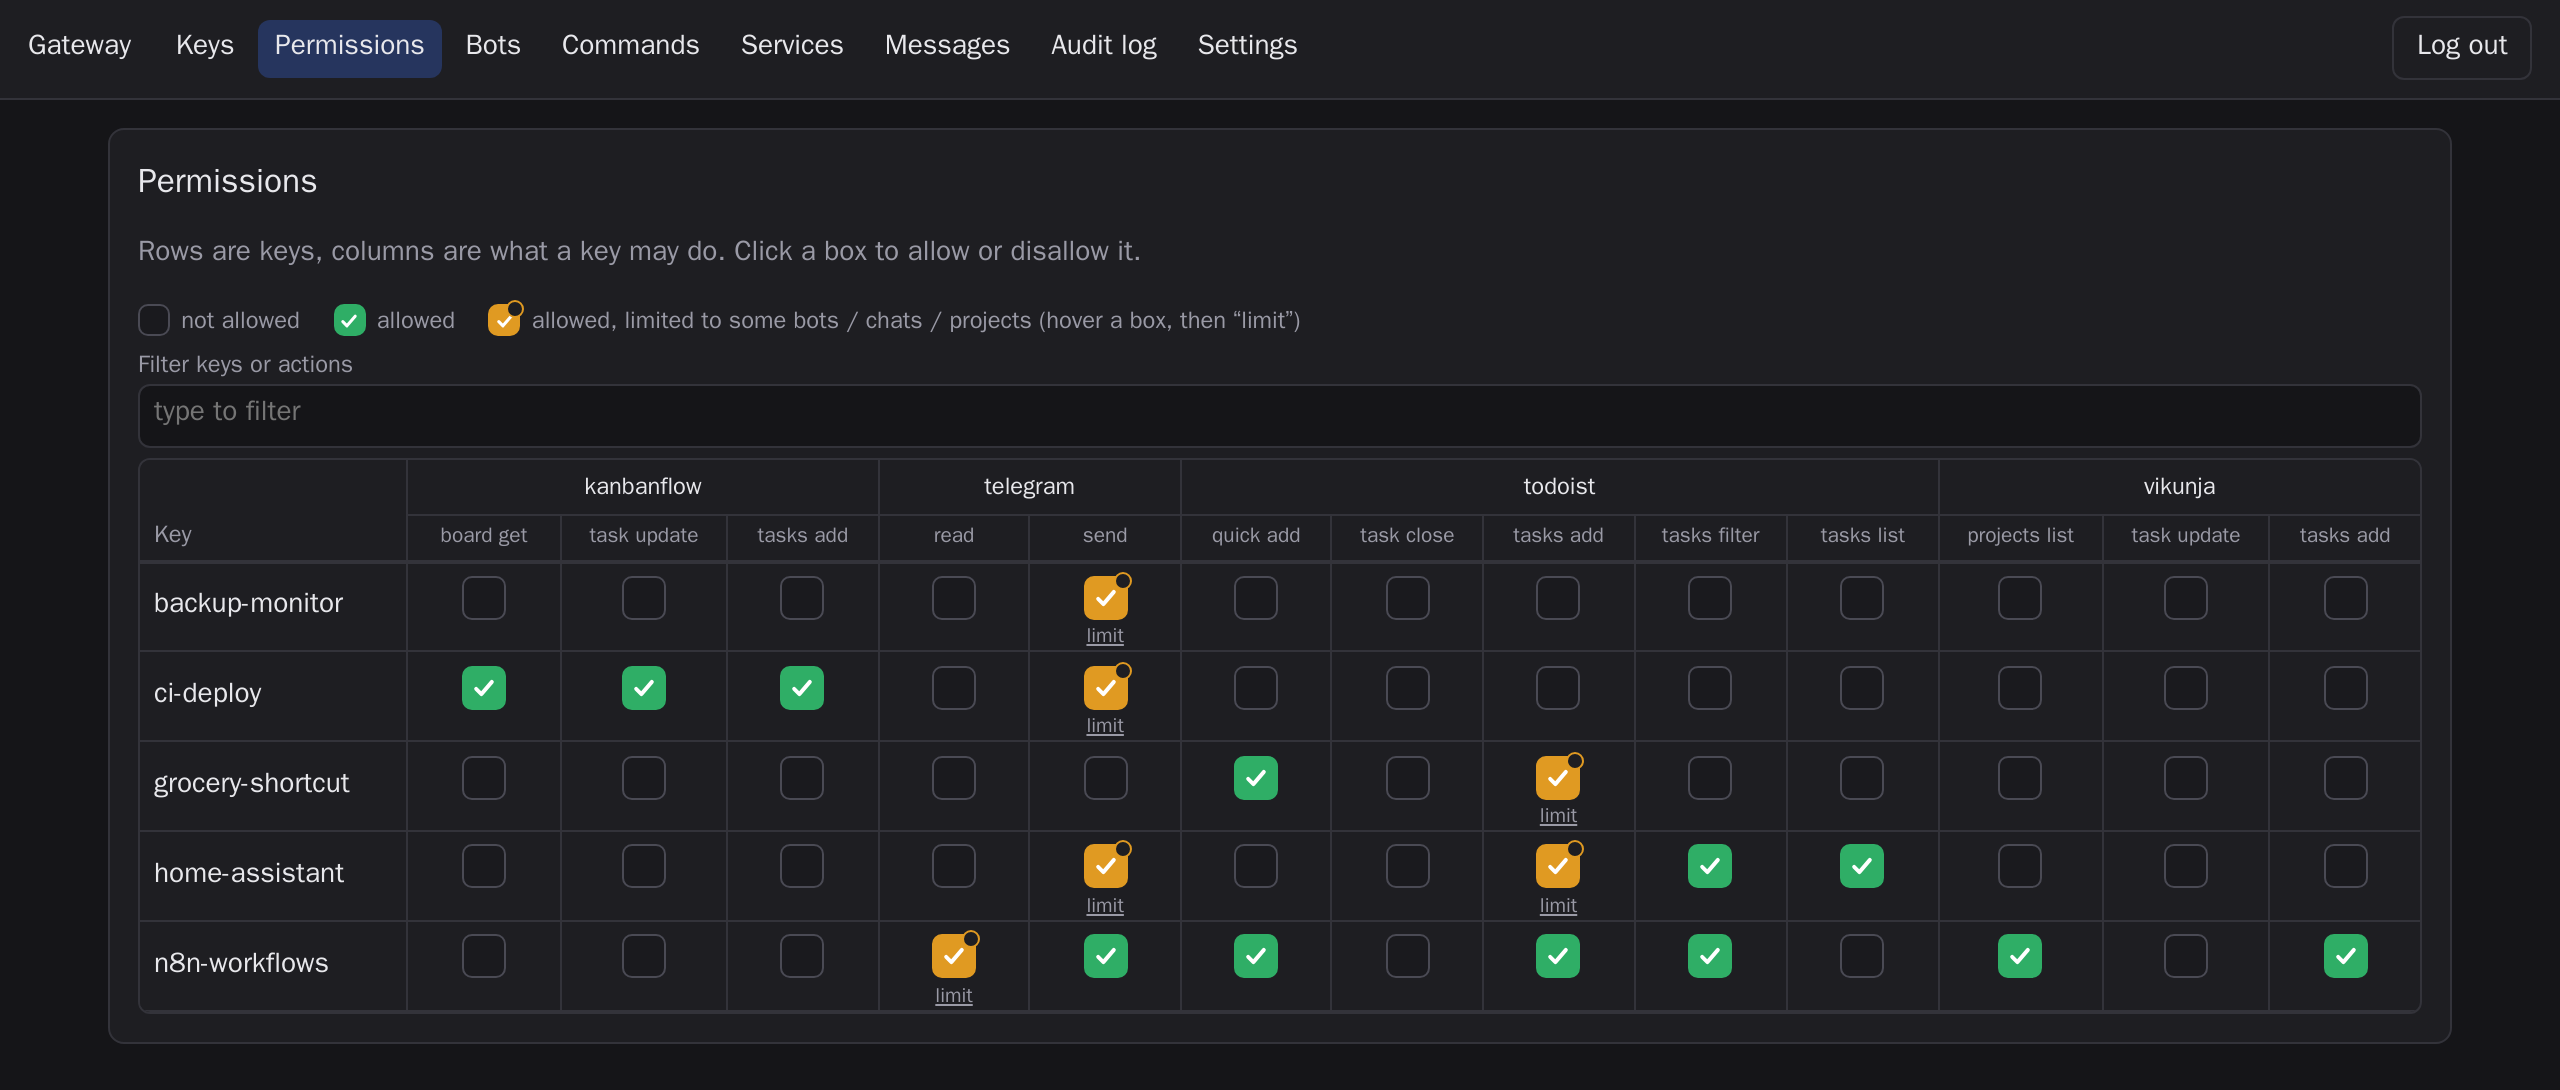 Gateway Keys Permissions Bots Commands Services Messages Audit log Settings Log out
Permissions
Rows are keys, columns are what a key may do. Click a box to allow or disallow it.
not allowed allowed allowed, limited to some bots / chats / projects (hover a box, then “limit”)
Filter keys or actions
type to filter
kanbanflow telegram todoist vikunja
Key board get task update tasks add read send quick add task close tasks add tasks filter tasks list projects list task update tasks add
backup-monitor
limit
ci-deploy
limit
grocery-shortcut
limit
home-assistant
limit limit
n8n-workflows
limit